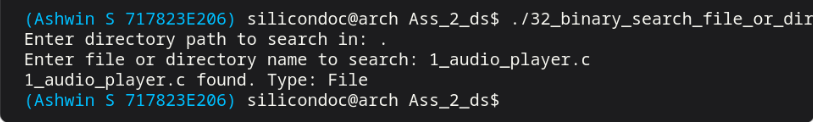 (Ashwin S 717823E206) silicondoc@arch Ass_2_ds$ ./32_binary_search_file_or_dir
Enter directory path to search in: .
Enter file or directory name to search: 1_audio_player.c
1_audio_player.c found. Type: File
(Ashwin S 717823E206) silicondoc@arch Ass_2_ds$